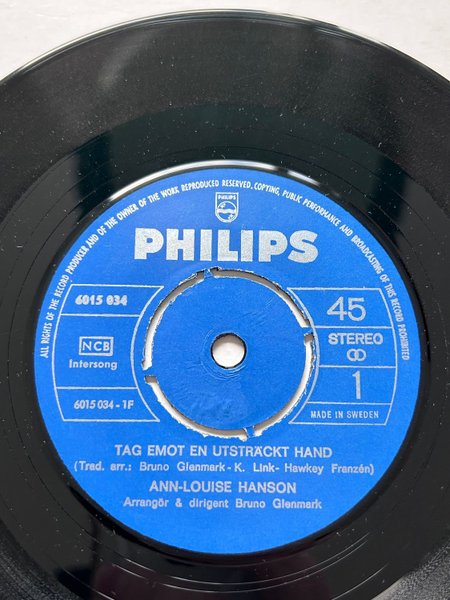 ALL RIGHTS OF THE RECORD PRODUCER AND OF THE OWNER OF THE WORK REPRODUCED RESERVED. COPYING, PUBLIC PERFORMANCE AND BROADCASTING OF THIS RECORD PROHIBITED
PHILIPS
PHILIPS
6015 034
45
STEREO
NCB
Intersong
1
6015 034 - 1F
MADE IN SWEDEN
TAG EMOT EN UTSTRÄCKT HAND
(Trad. arr.: Bruno Glenmark - K. Link - Hawkey Franzén)
ANN-LOUISE HANSON
Arrangör & dirigent Bruno Glenmark